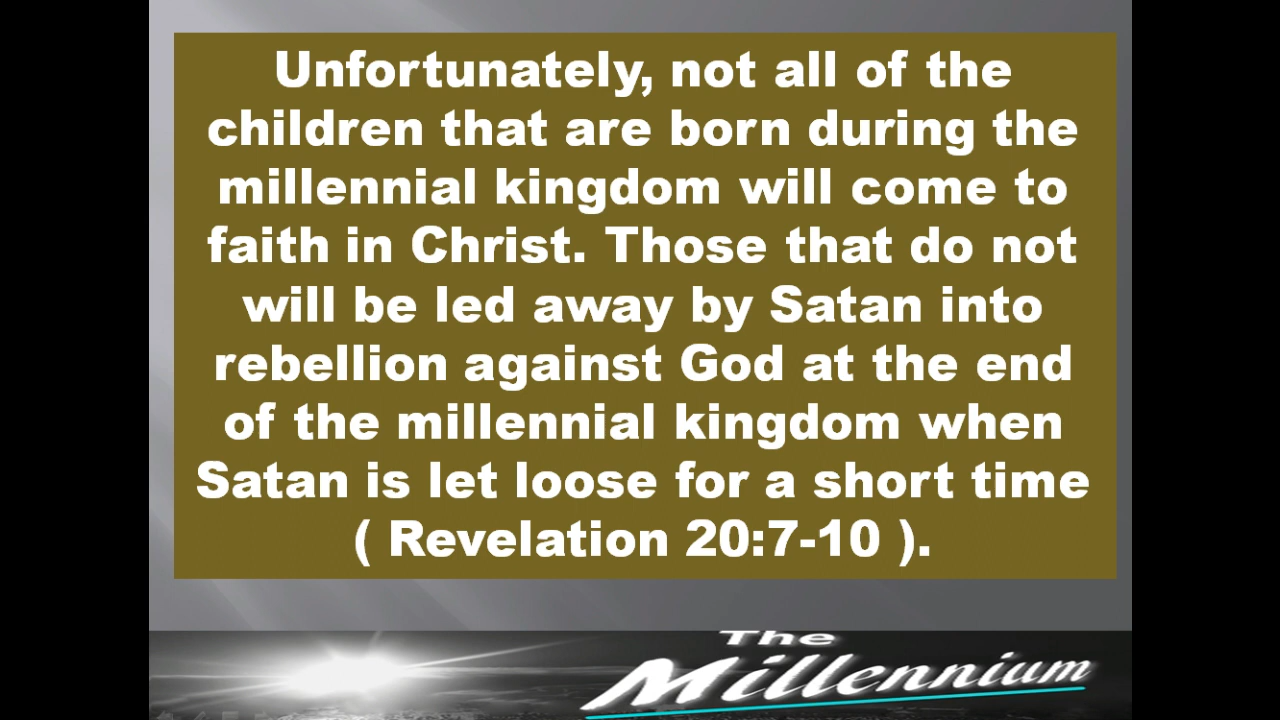 Unfortunately, not all of the
children that are born during the
millennial kingdom will come to
faith in Christ. Those that do not
will be led away by Satan into
rebellion against God at the end
of the millennial kingdom when
Satan is let loose for a short time
( Revelation 20:7-10 ).
The
Millennium